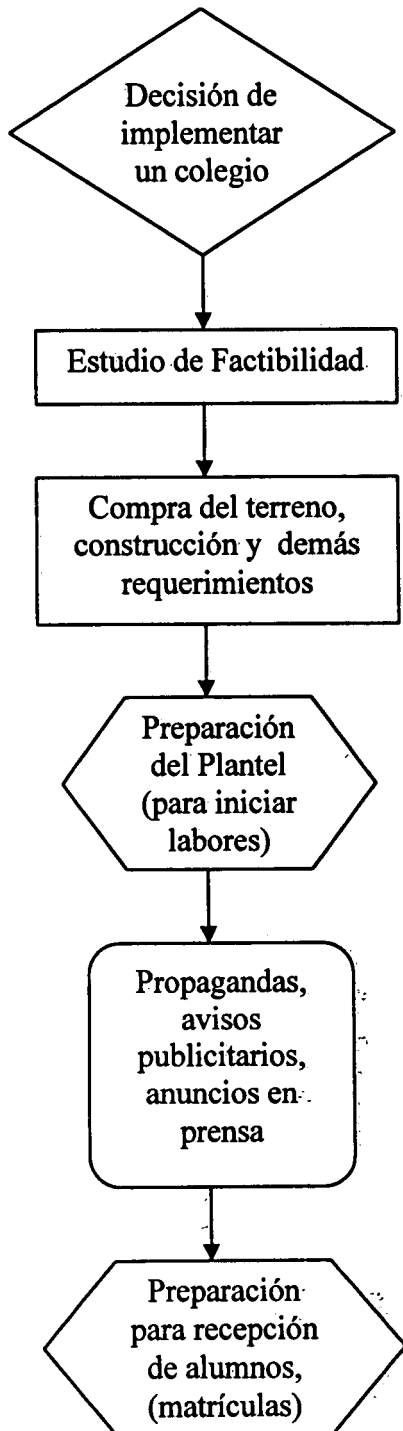 Decisión de
implementar
un colegio
Estudio de Factibilidad
Compra del terreno,
construcción y demás
requerimientos
Preparación
del Plantel
(para iniciar
labores)
Propagandas,
avisos
publicitarios,
anuncios en
prensa
Preparación
para recepción
de alumnos,
(matrículas)